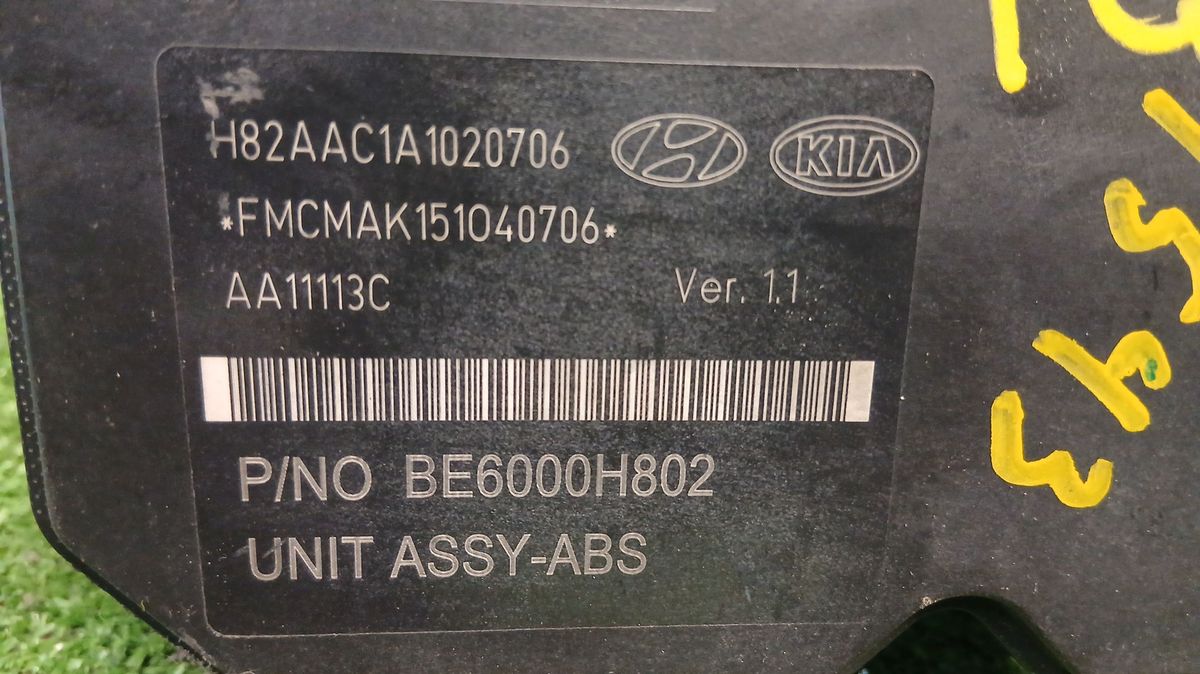 H82AAC1A1020706
KIA
*FMCMAK151040706*
AA11113C
Ver. 1.1
P/NO BE6000H802
UNIT ASSY-ABS